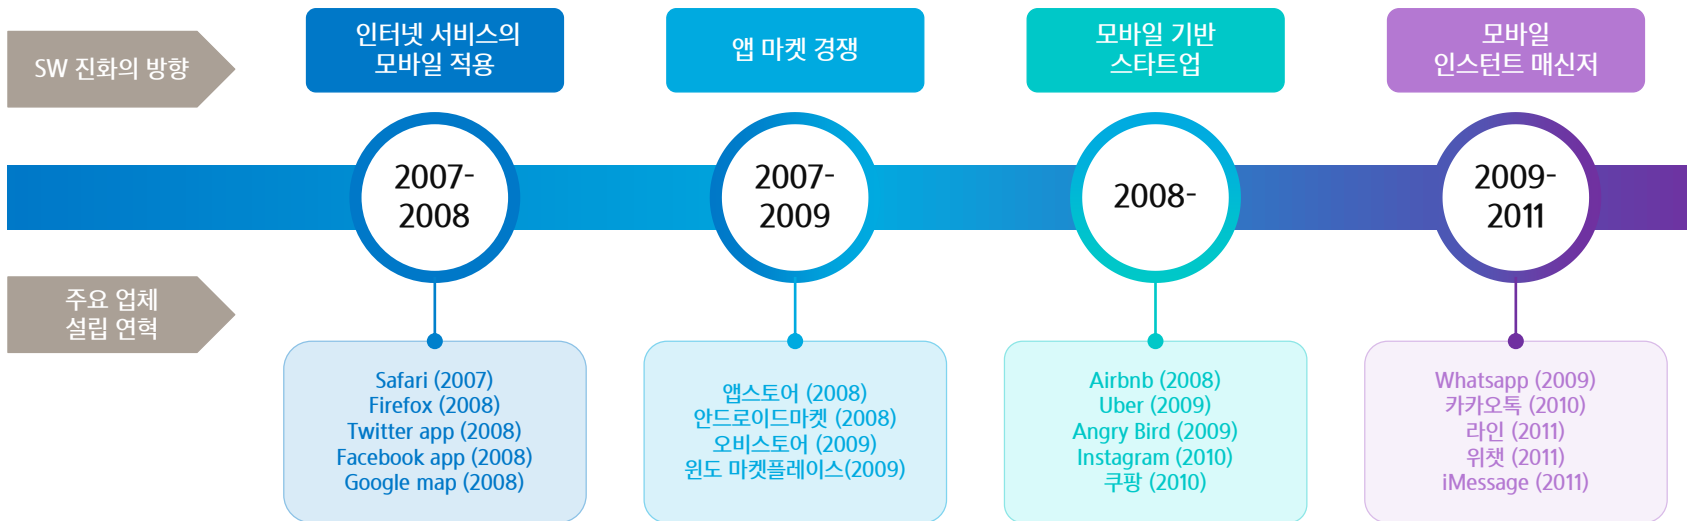 SW 진화의 방향
인터넷 서비스의
모바일 적용
앱 마켓 경쟁
모바일 기반
스타트업
모바일
인스턴트 매신저
2007-
2008
2007-
2009
2008-
2009-
2011
주요 업체
설립 연혁
Safari (2007)
Firefox (2008)
Twitter app (2008)
Facebook app (2008)
Google map (2008)
앱스토어 (2008)
안드로이드마켓 (2008)
오비스토어 (2009)
윈도 마켓플레이스(2009)
Airbnb (2008)
Uber (2009)
Angry Bird (2009)
Instagram (2010)
쿠팡 (2010)
Whatsapp (2009)
카카오톡 (2010)
라인 (2011)
위챗 (2011)
iMessage (2011)